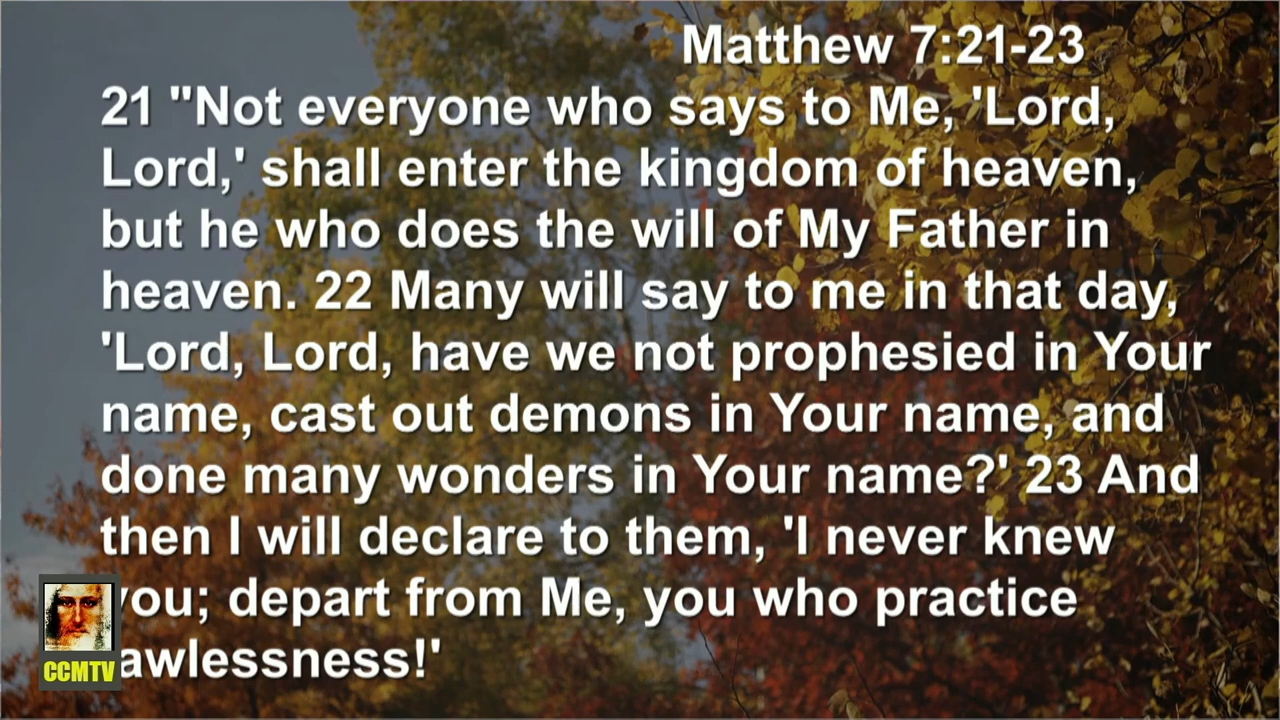 Matthew 7:21-23
21 "Not everyone who says to Me, 'Lord,
Lord,' shall enter the kingdom of heaven,
but he who does the will of My Father in
heaven. 22 Many will say to me in that day,
'Lord, Lord, have we not prophesied in Your
name, cast out demons in Your name, and
done many wonders in Your name?' 23 And
then I will declare to them, 'I never knew
you; depart from Me, you who practice
awlessness!'
CCMTV